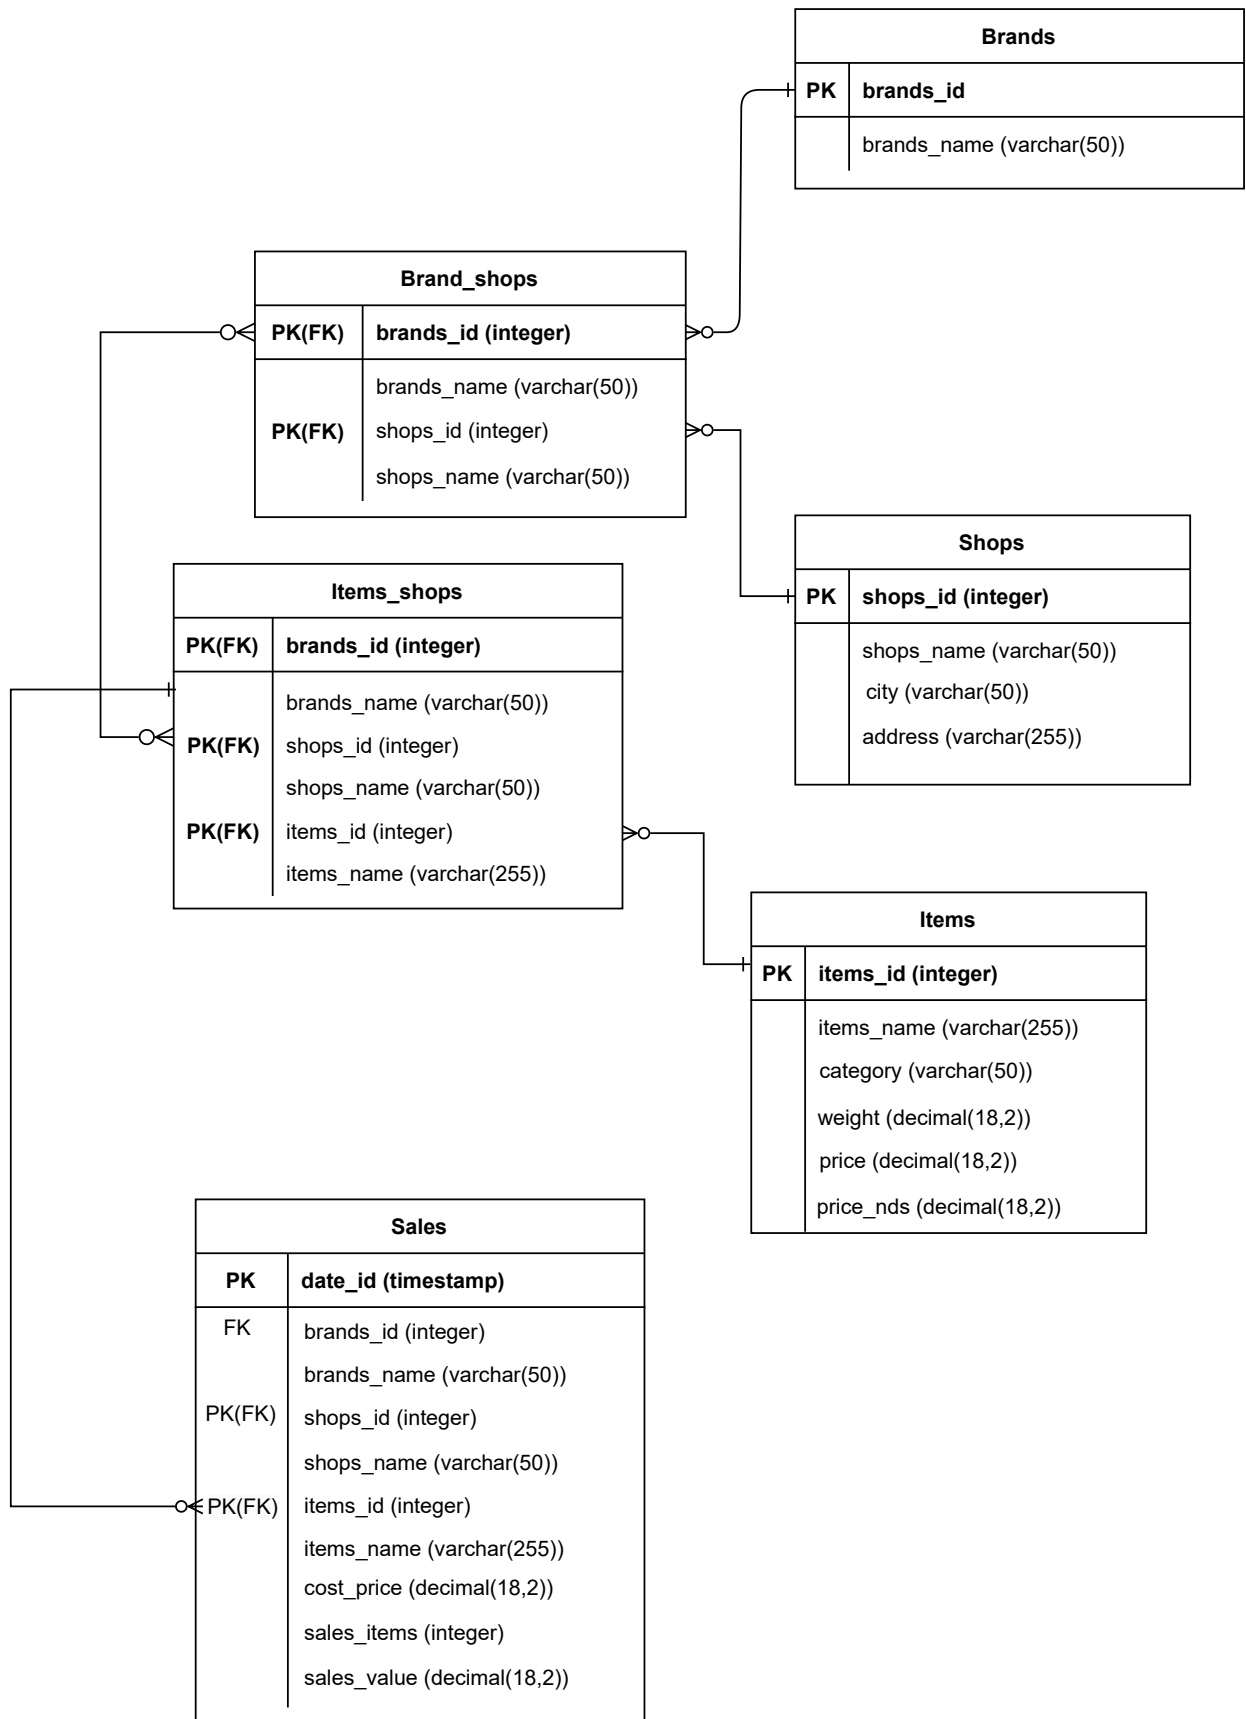 Brands
PK brands_id
brands_name (varchar(50))
Brand_shops
PK(FK) brands_id (integer)
brands_name (varchar(50))
PK(FK) shops_id (integer)
shops_name (varchar(50))
Shops
PK shops_id (integer)
shops_name (varchar(50))
city (varchar(50))
address (varchar(255))
Items_shops
PK(FK) brands_id (integer)
brands_name (varchar(50))
PK(FK) shops_id (integer)
shops_name (varchar(50))
PK(FK) items_id (integer)
items_name (varchar(255))
Items
PK items_id (integer)
items_name (varchar(255))
category (varchar(50))
weight (decimal(18,2))
price (decimal(18,2))
price_nds (decimal(18,2))
Sales
PK date_id (timestamp)
FK brands_id (integer)
brands_name (varchar(50))
PK(FK) shops_id (integer)
shops_name (varchar(50))
PK(FK) items_id (integer)
items_name (varchar(255))
cost_price (decimal(18,2))
sales_items (integer)
sales_value (decimal(18,2))